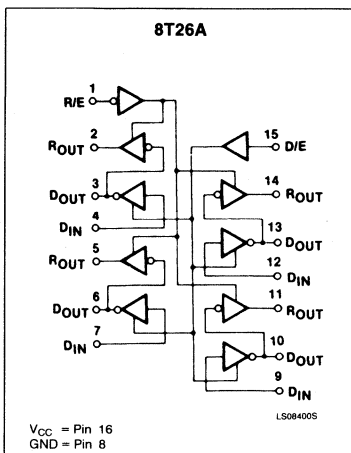 8T26A
1
R/E
2
ROUT
15
D/E
3
DOUT
14
ROUT
4
DIN
13
DOUT
5
ROUT
12
DIN
6
DOUT
11
ROUT
7
DIN
10
DOUT
9
DIN
LS08400S
VCC = Pin 16
GND = Pin 8